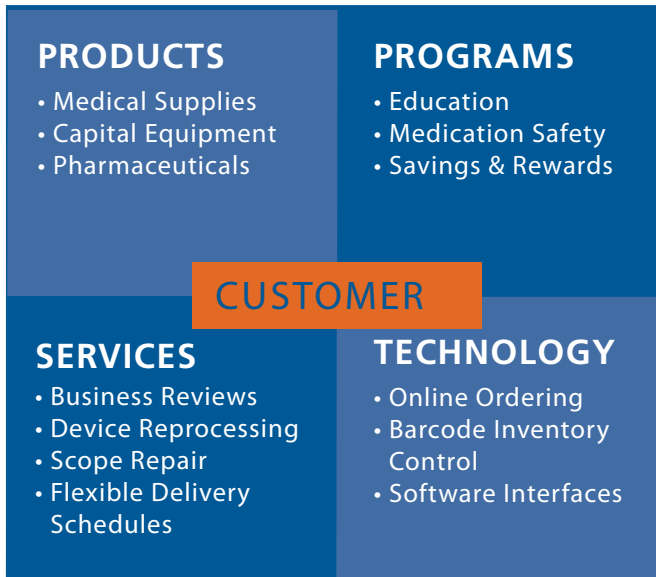 PRODUCTS
• Medical Supplies
• Capital Equipment
• Pharmaceuticals
PROGRAMS
• Education
• Medication Safety
• Savings & Rewards
CUSTOMER
SERVICES
• Business Reviews
• Device Reprocessing
• Scope Repair
• Flexible Delivery
Schedules
TECHNOLOGY
• Online Ordering
• Barcode Inventory
Control
• Software Interfaces